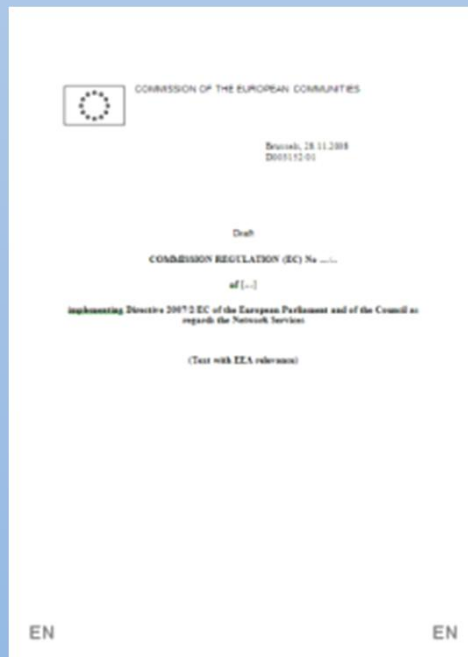 COMMISSION OF THE EUROPEAN COMMUNITIES
Brussels, 28.11.2008
D003152/01
Draft
COMMISSION REGULATION (EC) No .../..
of [...]
implementing Directive 2007/2/EC of the European Parliament and of the Council as
regards the Network Services
(Text with EEA relevance)
EN EN